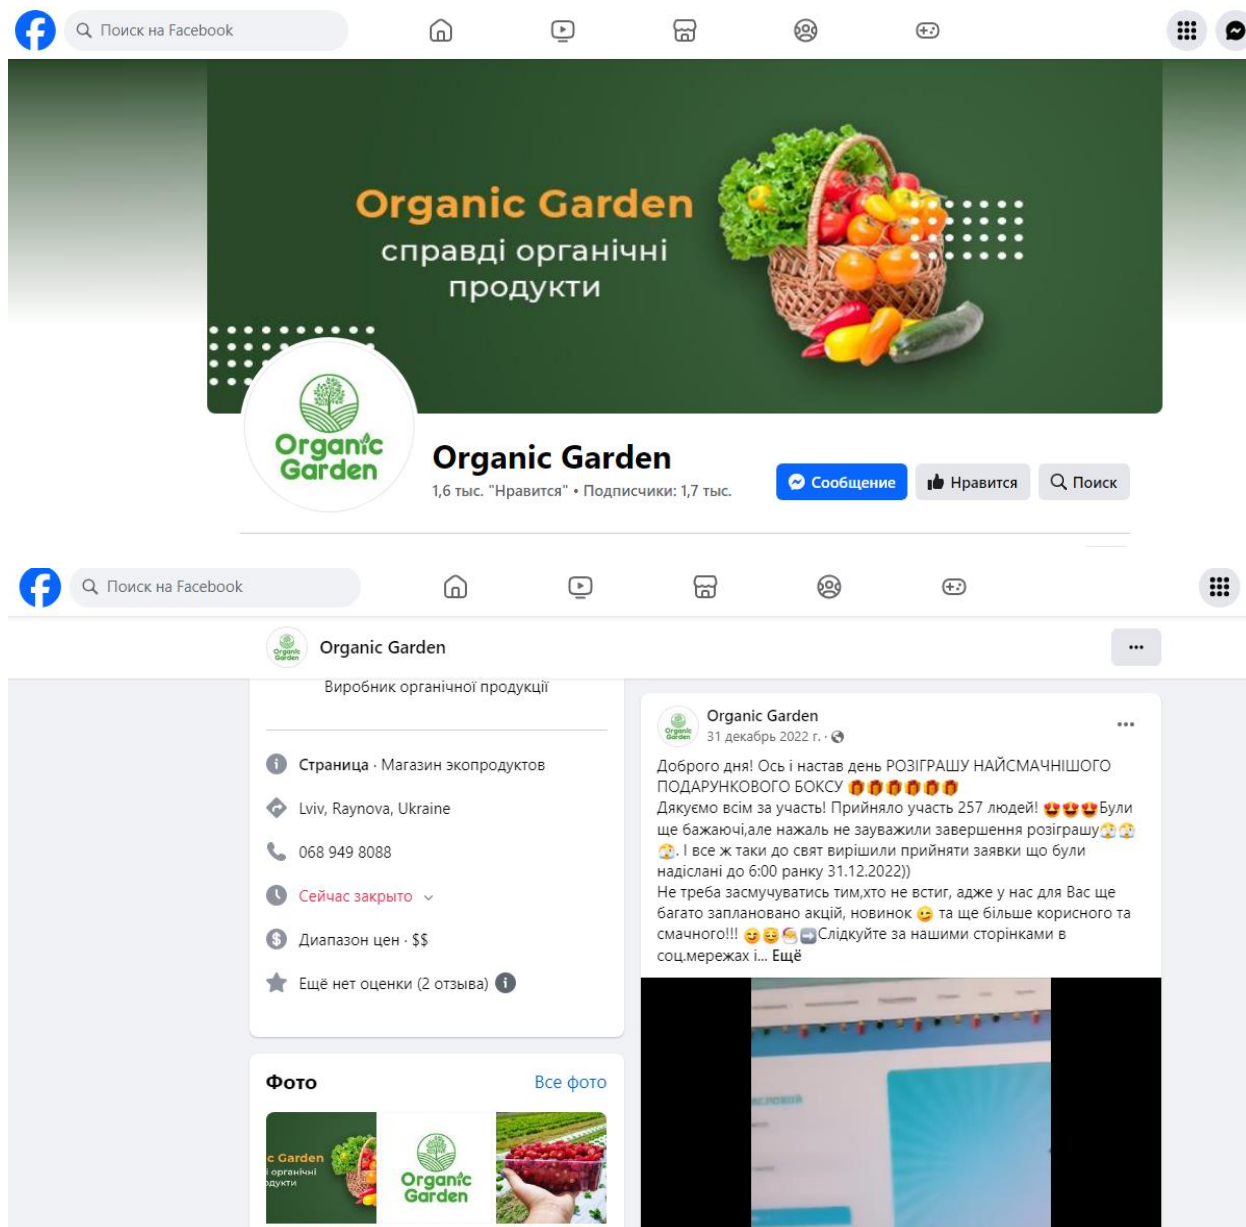 Поиск на Facebook
Organic Garden
справді органічні
продукти
Organic
Garden
Organic Garden
1,6 тыс. "Нравится" • Подписчики: 1,7 тыс.
Сообщение
Нравится
Поиск
Поиск на Facebook
Organic
Garden
Organic Garden
Виробник органічної продукції
Страница · Магазин экопродуктов
Lviv, Raynova, Ukraine
068 949 8088
Сейчас закрыто
Диапазон цен · $$
Ещё нет оценки (2 отзыва)
Фото
Все фото
c Garden
і органічні
одукти
Organic
Garden
Organic
Garden
Organic Garden
31 декабрь 2022 г. ·
Доброго дня! Ось і настав день РОЗІГРАШУ НАЙСМАЧНІШОГО
ПОДАРУНКОВОГО БОКСУ 🎁🎁🎁🎁🎁🎁
Дякуємо всім за участь! Прийняло участь 257 людей! 😍😍😍Були
ще бажаючі,але нажаль не зауважили завершення розіграшу🫣🫣
🫣. І все ж таки до свят вирішили прийняти заявки що були
надіслані до 6:00 ранку 31.12.2022))
Не треба засмучуватись тим,хто не встиг, адже у нас для Вас ще
багато заплановано акцій, новинок 😉 та ще більше корисного та
смачного!!! 😏😌🎅➡️Слідкуйте за нашими сторінками в
соц.мережах і... Ещё